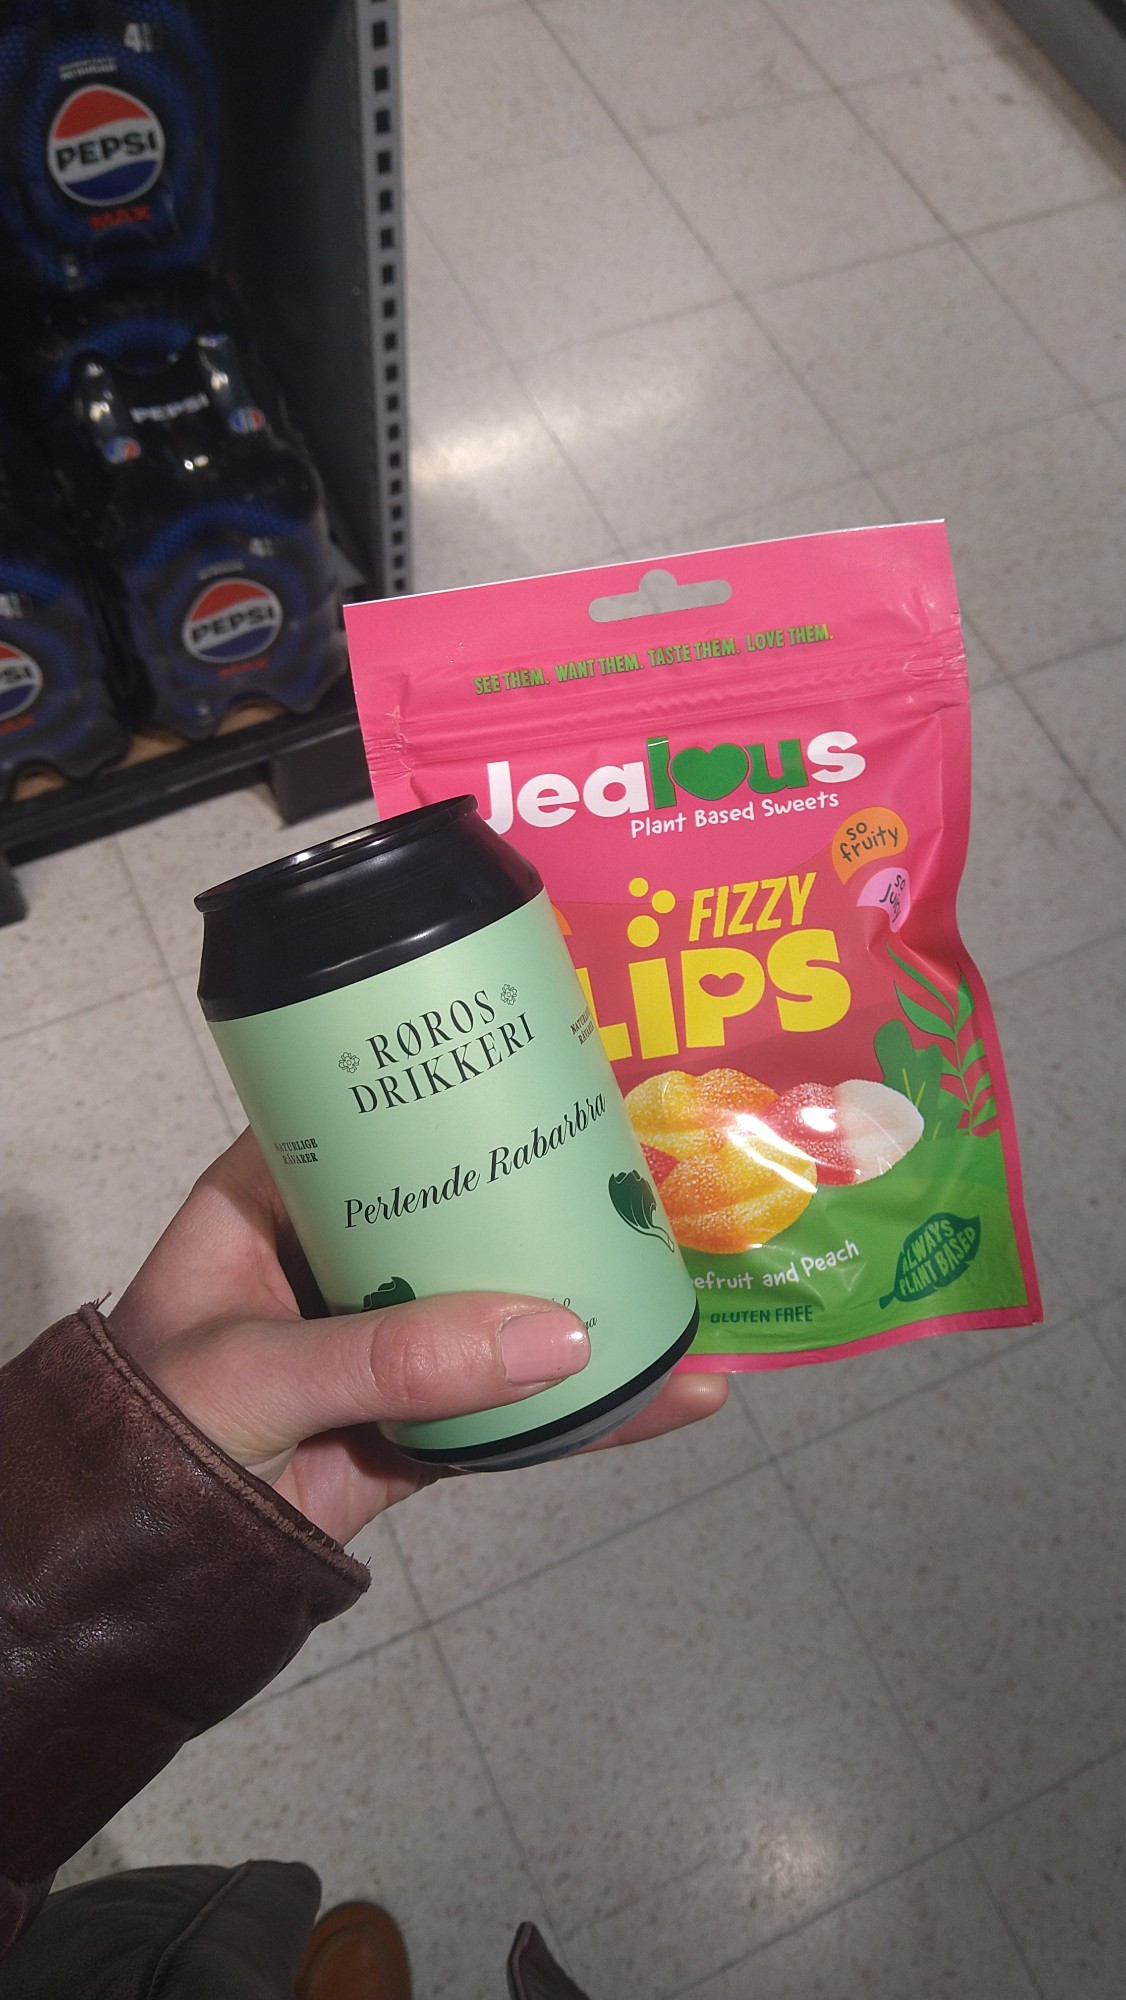 PEPSI
MAX
PEPSI
PEPSI
MAX
SEE THEM. WANT THEM. TASTE THEM. LOVE THEM.
Jealous
Plant Based Sweets
so fruity
so
FIZZY
LIPS
and Peach
GLUTEN FREE
ALWAYS
PLANT BASED
RØROS
DRIKKERI
NATURLIGE
RÅVARER
Perlende Rabarbra